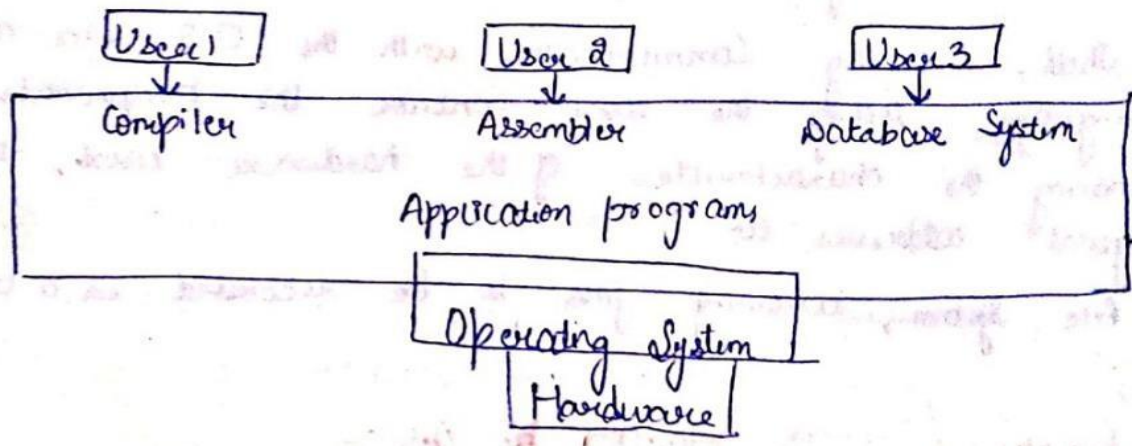 User 1 User 2 User 3
Compiler Assembler Database System
Application programs
Operating System
Hardware